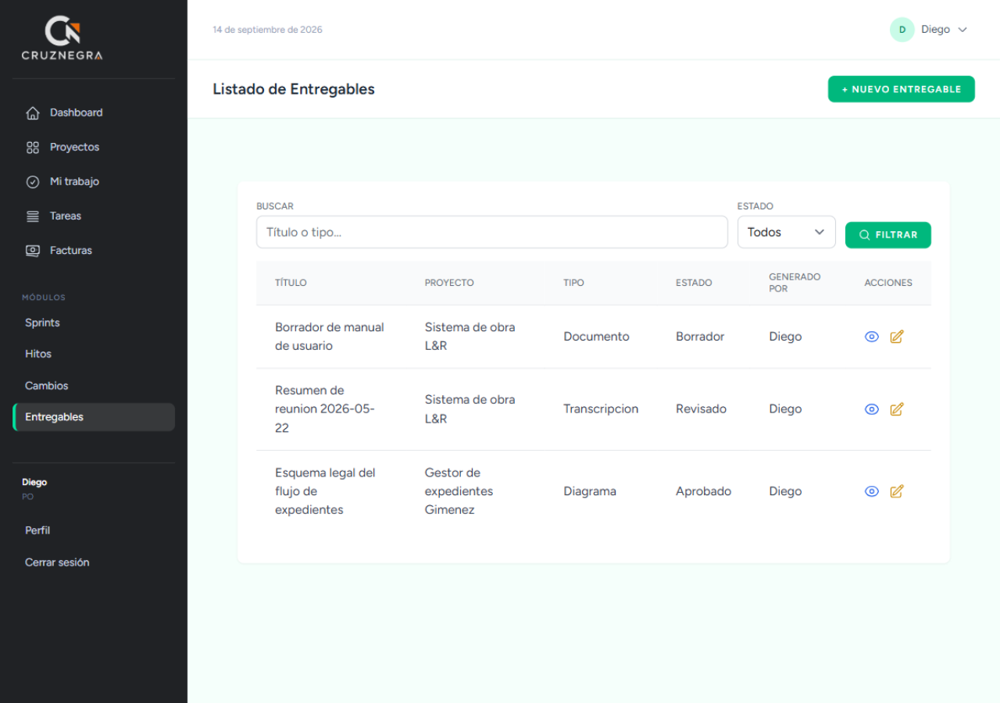 CRUZNEGRA
Dashboard
Proyectos
Mi trabajo
Tareas
Facturas
MÓDULOS
Sprints
Hitos
Cambios
Entregables
Diego
PO
Perfil
Cerrar sesión
14 de septiembre de 2026
D Diego
Listado de Entregables
+ NUEVO ENTREGABLE
BUSCAR
Título o tipo...
ESTADO
Todos
FILTRAR
TÍTULO PROYECTO TIPO ESTADO GENERADO POR ACCIONES
Borrador de manual
de usuario
Sistema de obra
L&R
Documento
Borrador
Diego
Resumen de
reunion 2026-05-
22
Sistema de obra
L&R
Transcripcion
Revisado
Diego
Esquema legal del
flujo de
expedientes
Gestor de
expedientes
Gimenez
Diagrama
Aprobado
Diego